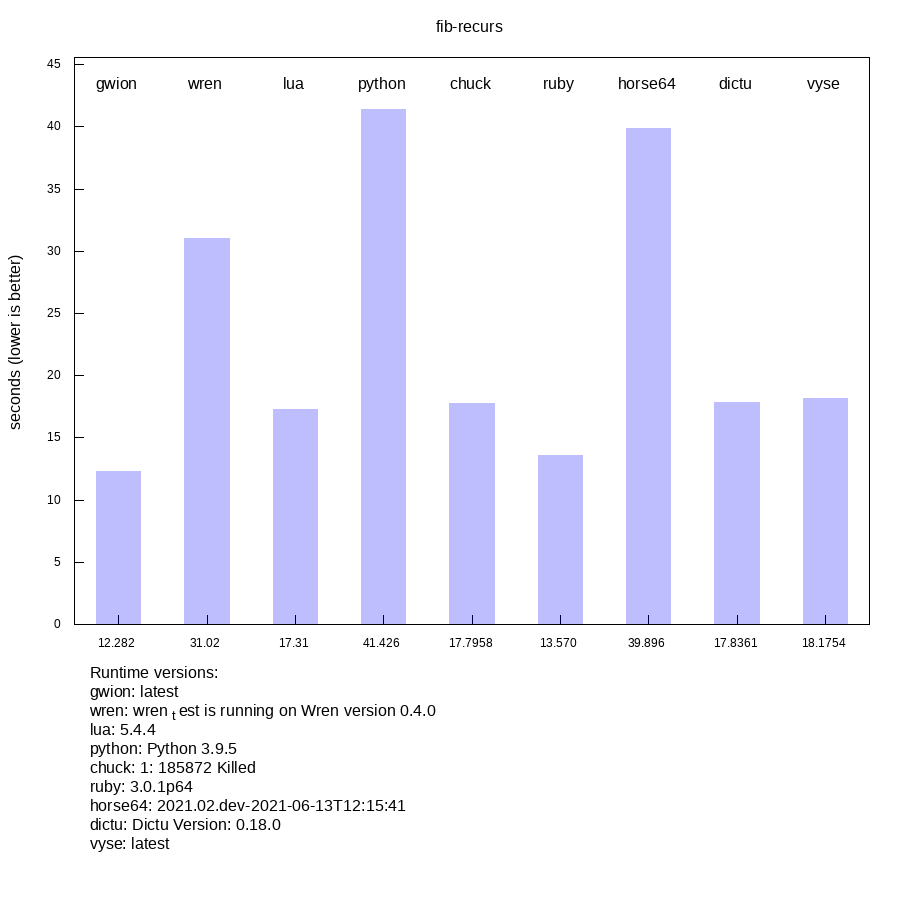 fib-recurs
seconds (lower is better)
45
40
35
30
25
20
15
10
5
0
gwion wren lua python chuck ruby horse64 dictu vyse
12.282 31.02 17.31 41.426 17.7958 13.570 39.896 17.8361 18.1754
Runtime versions:
gwion: latest
wren: wren t est is running on Wren version 0.4.0
lua: 5.4.4
python: Python 3.9.5
chuck: 1: 185872 Killed
ruby: 3.0.1p64
horse64: 2021.02.dev-2021-06-13T12:15:41
dictu: Dictu Version: 0.18.0
vyse: latest